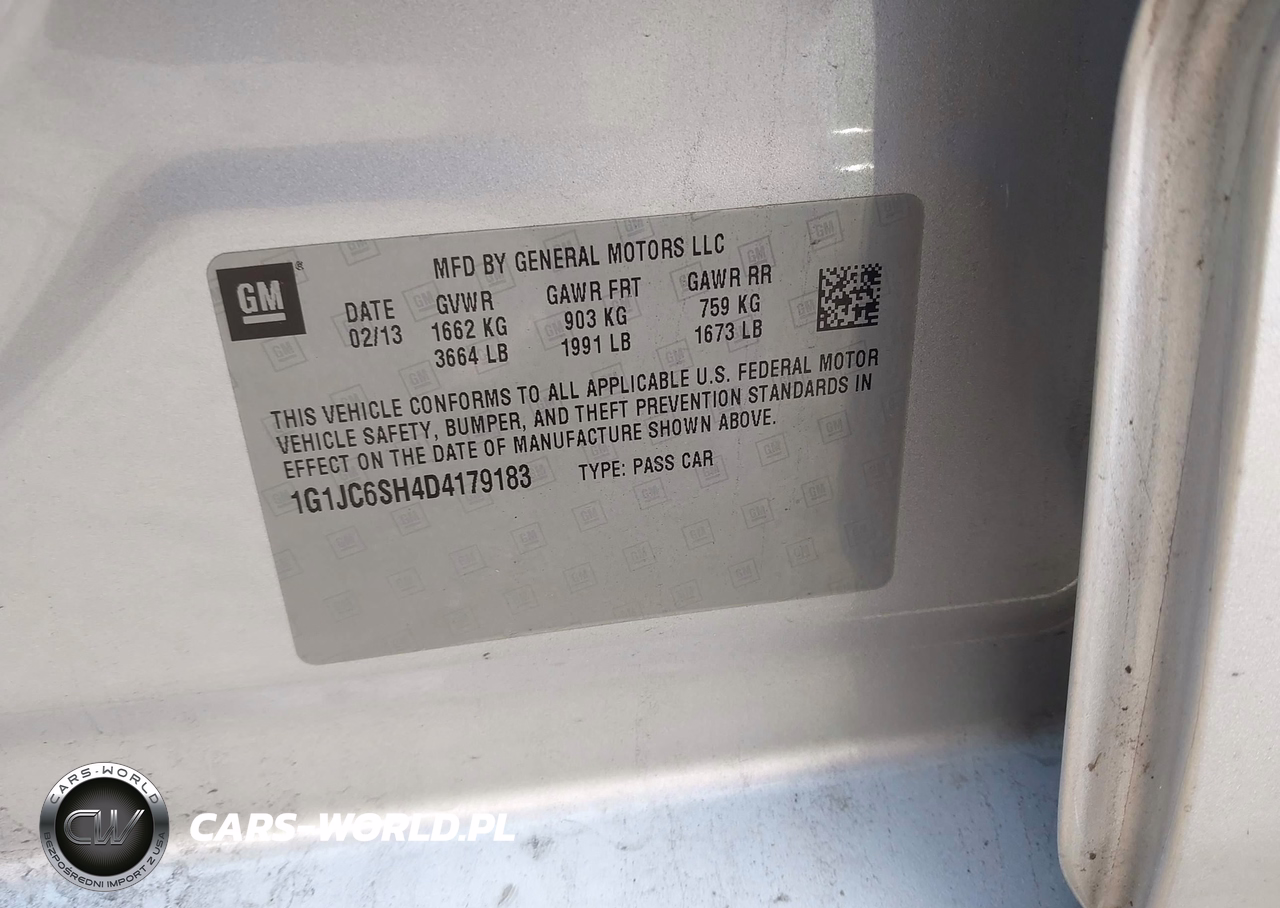 MFD BY GENERAL MOTORS LLC
GM ®
DATE GVWR GAWR FRT GAWR RR
02/13 1662 KG 903 KG 759 KG
3664 LB 1991 LB 1673 LB
THIS VEHICLE CONFORMS TO ALL APPLICABLE U.S. FEDERAL MOTOR
VEHICLE SAFETY, BUMPER, AND THEFT PREVENTION STANDARDS IN
EFFECT ON THE DATE OF MANUFACTURE SHOWN ABOVE.
1G1JC6SH4D4179183 TYPE: PASS CAR
CARS-WORLD
CW
BEZPOŚREDNI IMPORT Z USA
CARS-WORLD.PL